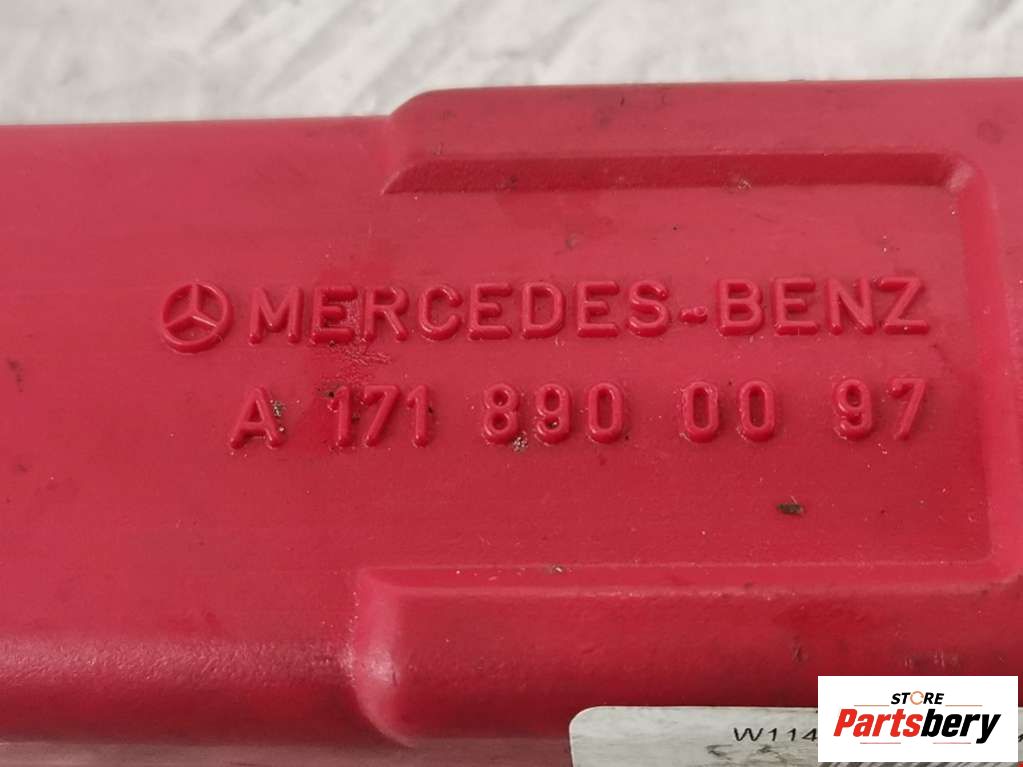 MERCEDES-BENZ
A 171 890 00 97
W114
STORE
Partsbery